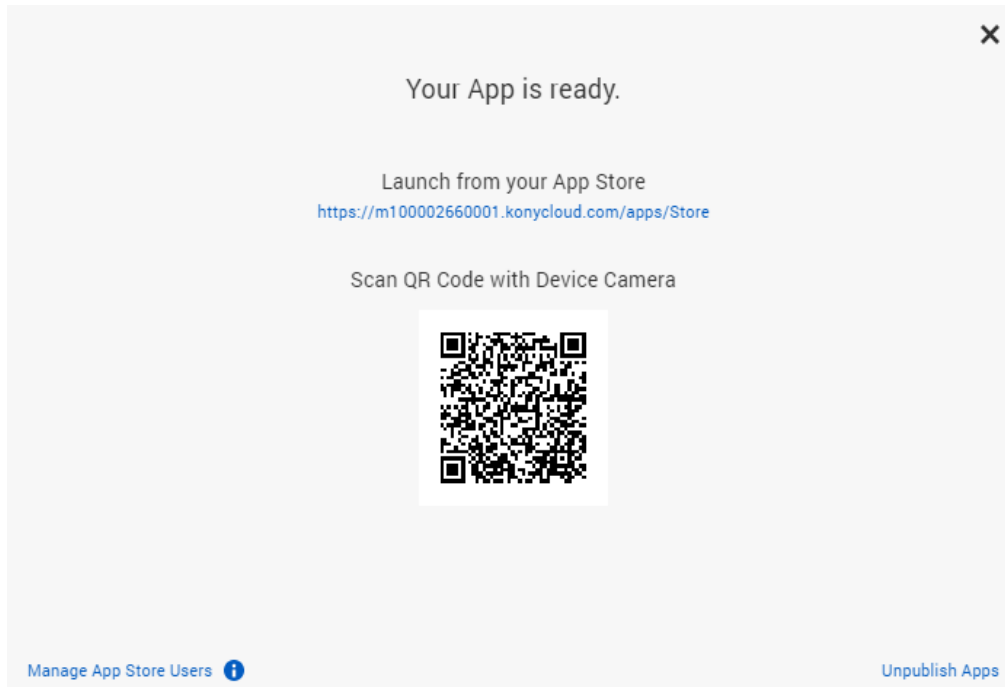 Your App is ready.
Launch from your App Store
https://m100002660001.konycloud.com/apps/Store
Scan QR Code with Device Camera
Manage App Store Users
Unpublish Apps